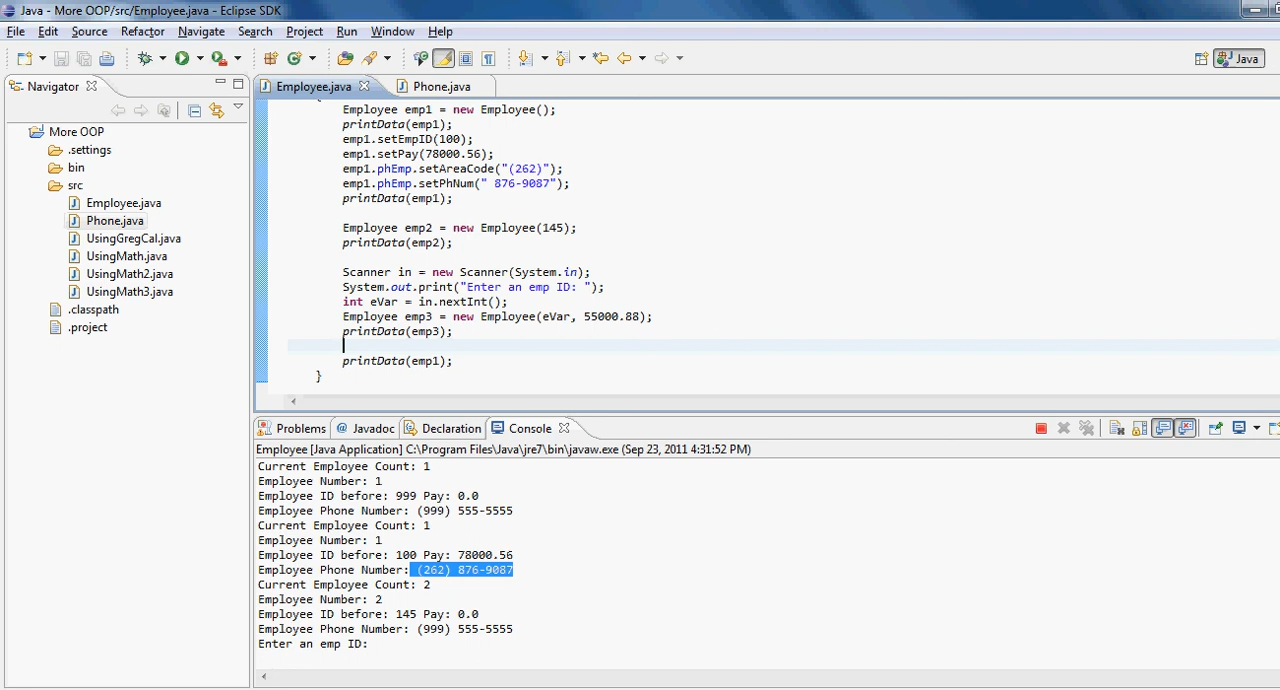 Java - More OOP/src/Employee.java - Eclipse SDK
File Edit Source Refactor Navigate Search Project Run Window Help
Java
Navigator
More OOP
.settings
bin
src
Employee.java
Phone.java
UsingGregCal.java
UsingMath.java
UsingMath2.java
UsingMath3.java
.classpath
.project
Employee.java Phone.java
{
Employee emp1 = new Employee();
printData(emp1);
emp1.setEmpID(100);
emp1.setPay(78000.56);
emp1.phEmp.setAreaCode("(262)");
emp1.phEmp.setPhNum(" 876-9087");
printData(emp1);
Employee emp2 = new Employee(145);
printData(emp2);
Scanner in = new Scanner(System.in);
System.out.print("Enter an emp ID: ");
int eVar = in.nextInt();
Employee emp3 = new Employee(eVar, 55000.88);
printData(emp3);
printData(emp1);
}
Problems Javadoc Declaration Console
Employee [Java Application] C:\Program Files\Java\jre7\bin\javaw.exe (Sep 23, 2011 4:31:52 PM)
Current Employee Count: 1
Employee Number: 1
Employee ID before: 999 Pay: 0.0
Employee Phone Number: (999) 555-5555
Current Employee Count: 1
Employee Number: 1
Employee ID before: 100 Pay: 78000.56
Employee Phone Number: (262) 876-9087
Current Employee Count: 2
Employee Number: 2
Employee ID before: 145 Pay: 0.0
Employee Phone Number: (999) 555-5555
Enter an emp ID: